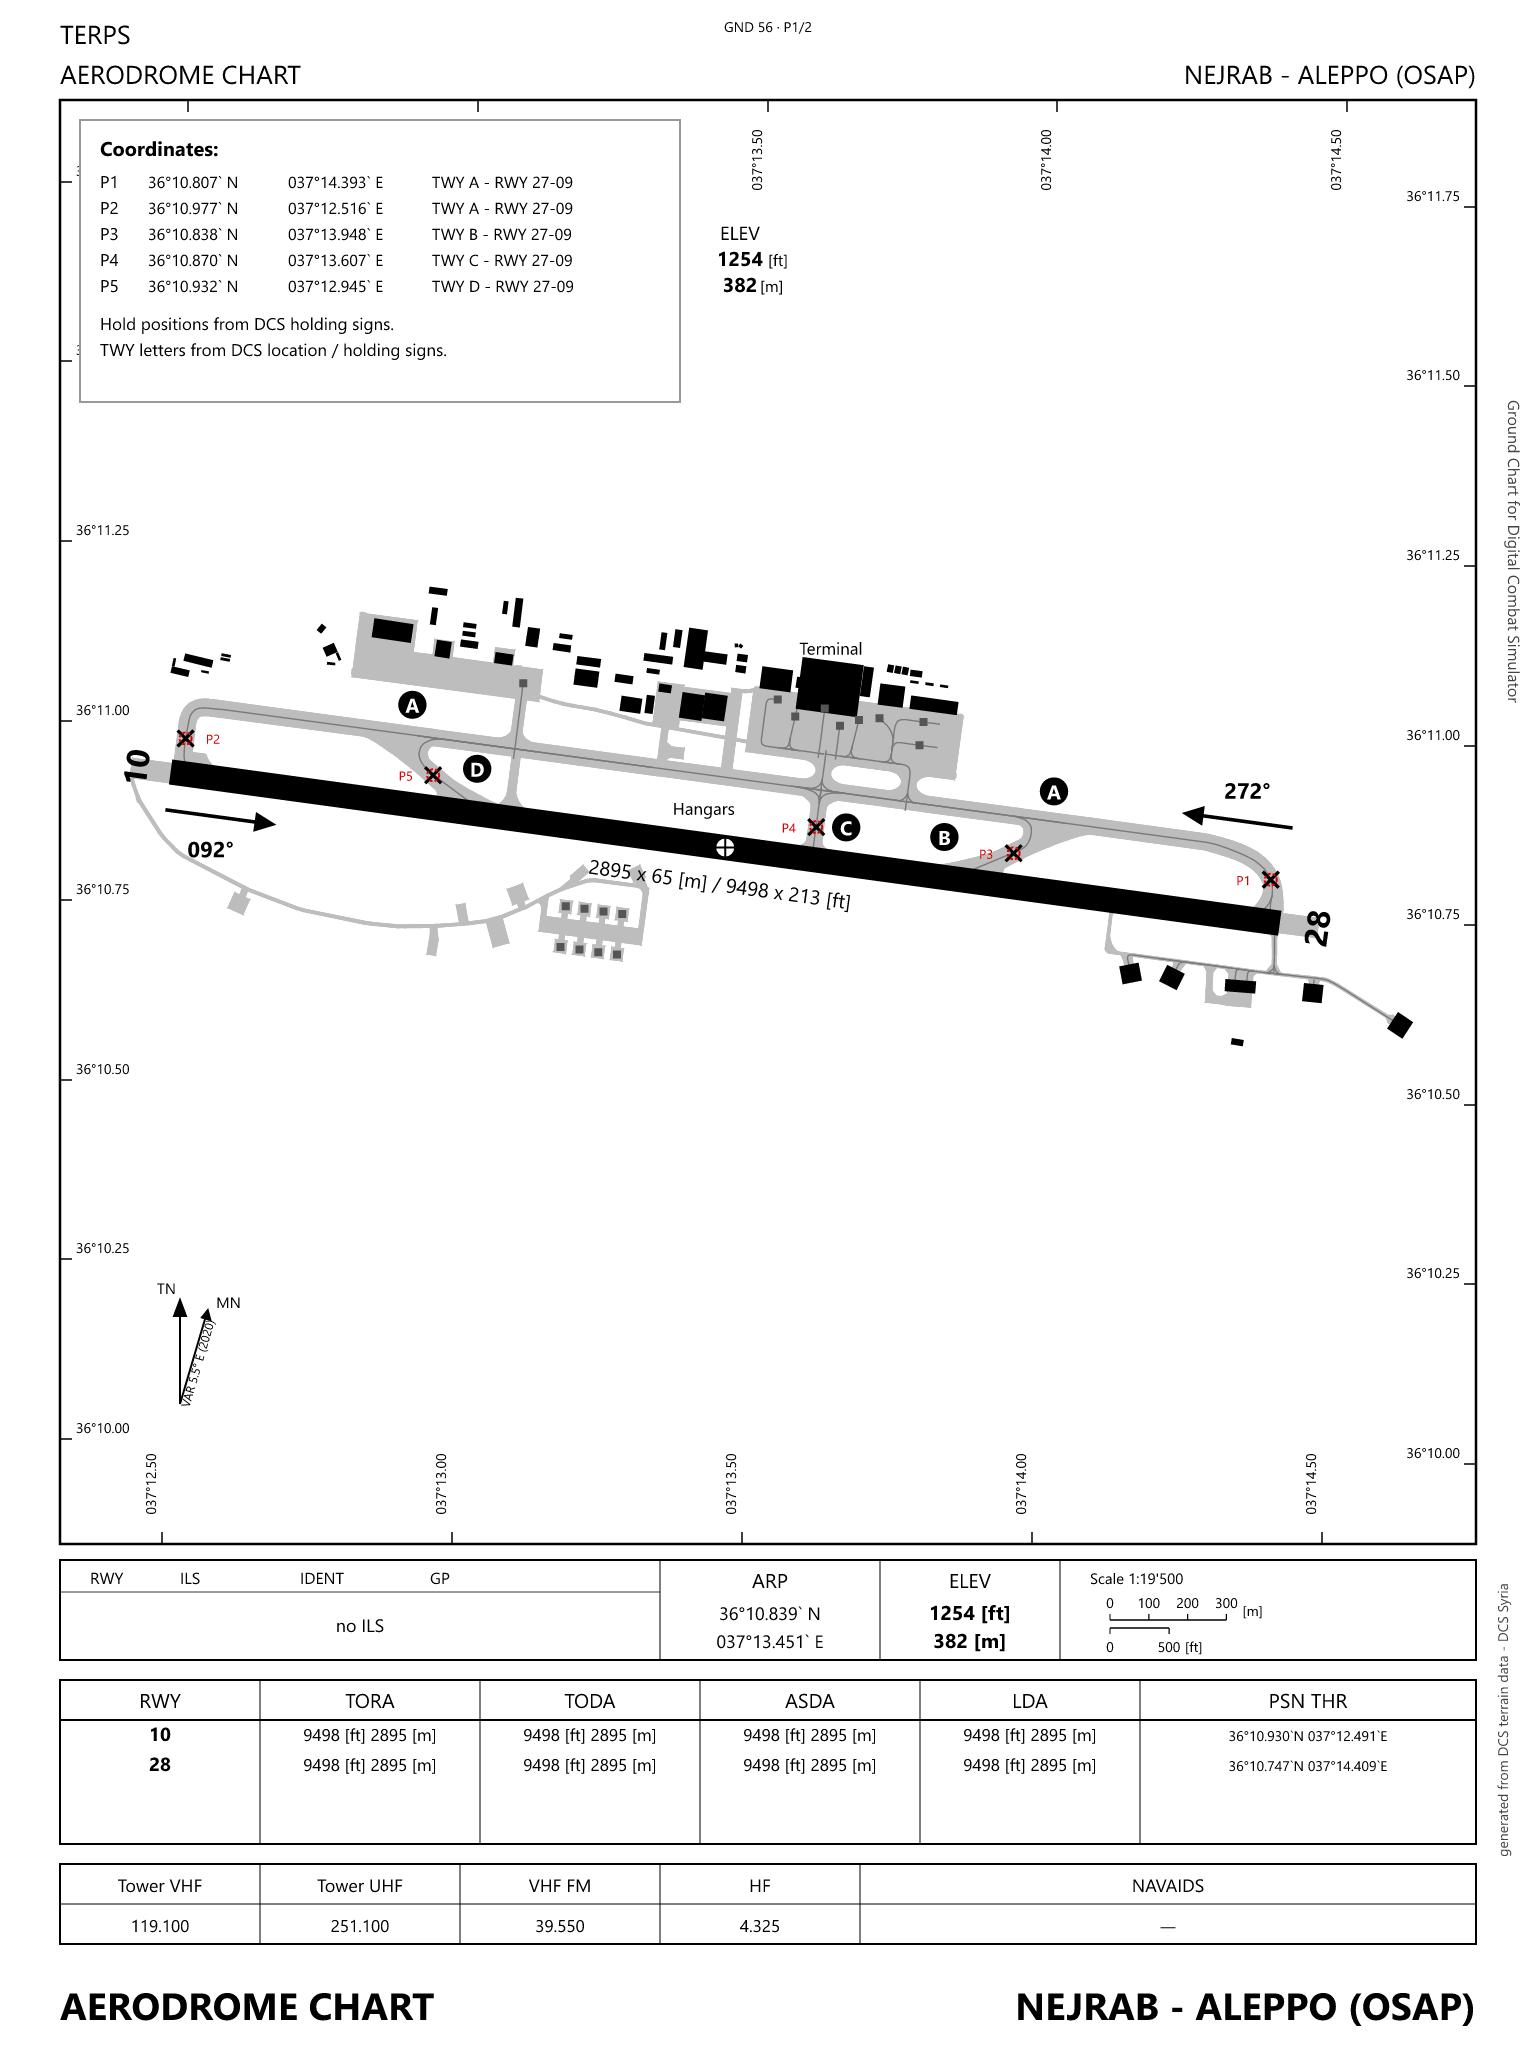 GND 56 · P1/2
TERPS
AERODROME CHART
NEJRAB - ALEPPO (OSAP)
Coordinates:
P1 36°10.807` N 037°14.393` E TWY A - RWY 27-09
P2 36°10.977` N 037°12.516` E TWY A - RWY 27-09
P3 36°10.838` N 037°13.948` E TWY B - RWY 27-09
P4 36°10.870` N 037°13.607` E TWY C - RWY 27-09
P5 36°10.932` N 037°12.945` E TWY D - RWY 27-09
Hold positions from DCS holding signs.
TWY letters from DCS location / holding signs.
ELEV
1254 [ft]
382 [m]
037°13.50
037°14.00
037°14.50
36°11.75
36°11.50
36°11.25
36°11.00
36°10.75
36°10.50
36°10.25
36°10.00
36°11.25
36°11.00
36°10.75
36°10.50
36°10.25
36°10.00
Terminal
A
P2
10
P5
D
092°
Hangars
P4
C
B
P3
A
272°
P1
28
2895 x 65 [m] / 9498 x 213 [ft]
TN
MN
VAR 5.5° E (2020)
037°12.50
037°13.00
037°13.50
037°14.00
037°14.50
Ground Chart for Digital Combat Simulator
RWY ILS IDENT GP
no ILS
ARP
36°10.839` N
037°13.451` E
ELEV
1254 [ft]
382 [m]
Scale 1:19'500
0 100 200 300 [m]
0 500 [ft]
RWY TORA TODA ASDA LDA PSN THR
10 9498 [ft] 2895 [m] 9498 [ft] 2895 [m] 9498 [ft] 2895 [m] 9498 [ft] 2895 [m] 36°10.930`N 037°12.491`E
28 9498 [ft] 2895 [m] 9498 [ft] 2895 [m] 9498 [ft] 2895 [m] 9498 [ft] 2895 [m] 36°10.747`N 037°14.409`E
generated from DCS terrain data - DCS Syria
Tower VHF Tower UHF VHF FM HF NAVAIDS
119.100 251.100 39.550 4.325 —
AERODROME CHART
NEJRAB - ALEPPO (OSAP)